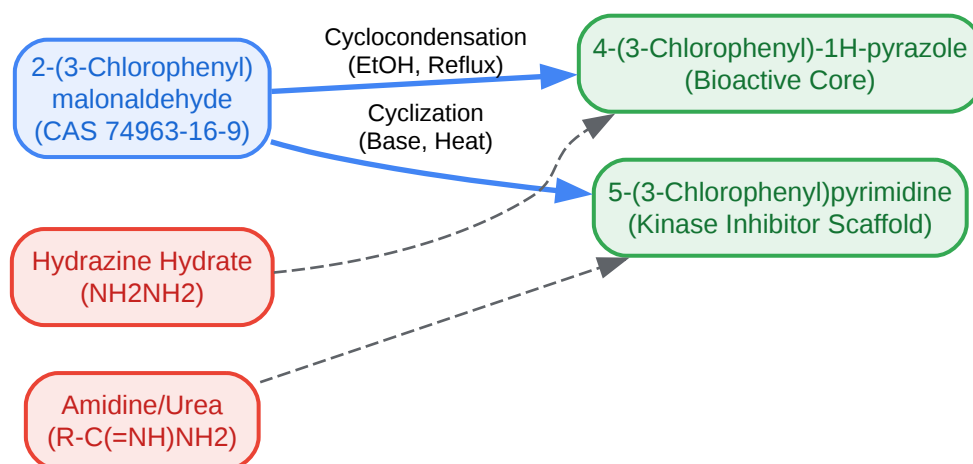 2-(3-Chlorophenyl)
malonaldehyde
(CAS 74963-16-9)
Cyclocondensation
(EtOH, Reflux)
4-(3-Chlorophenyl)-1H-pyrazole
(Bioactive Core)
Cyclization
(Base, Heat)
5-(3-Chlorophenyl)pyrimidine
(Kinase Inhibitor Scaffold)
Hydrazine Hydrate
(NH2NH2)
Amidine/Urea
(R-C(=NH)NH2)